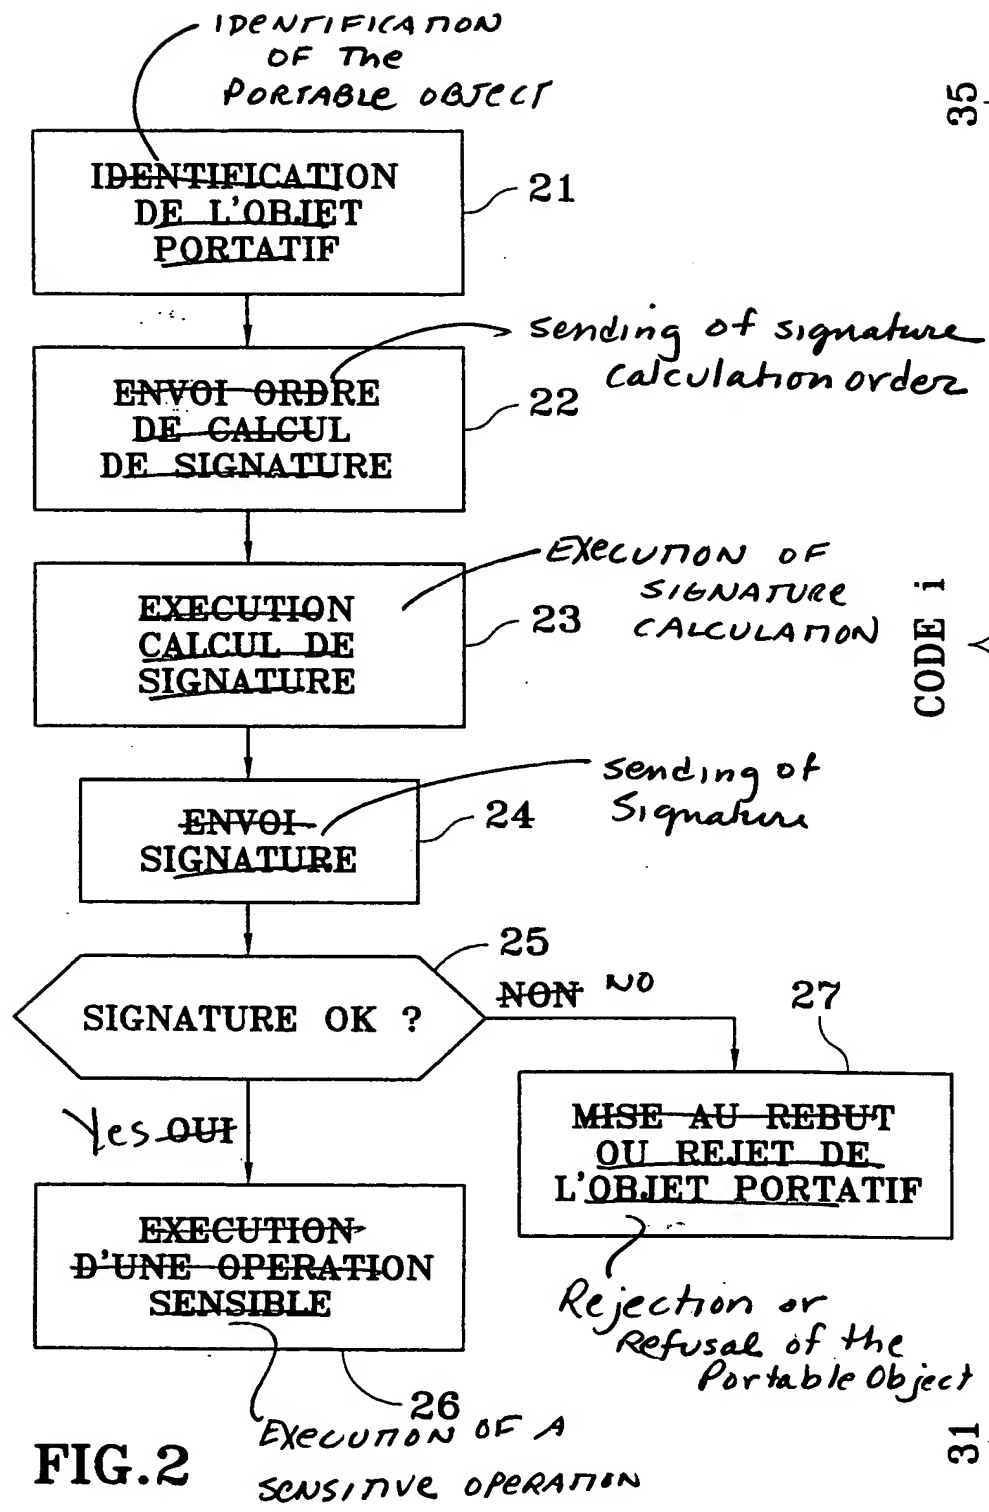 IDENTIFICATION
OF The
PORTABLE OBJECT
35
IDENTIFICATION
DE L'OBJET
PORTATIF
21
sending of signature
calculation order
ENVOI ORDRE
DE CALCUL
DE SIGNATURE
22
EXECUTION OF
SIGNATURE
CALCULATION
EXECUTION
CALCUL DE
SIGNATURE
23
CODE i
sending of
Signature
ENVOI
SIGNATURE
24
25
SIGNATURE OK ?
NON NO
27
Yes OUI
MISE AU REBUT
OU REJET DE
L'OBJET PORTATIF
EXECUTION
D'UNE OPERATION
SENSIBLE
Rejection or
Refusal of the
Portable Object
26
EXECUTION OF A
SENSITIVE OPERATION
FIG.2
31